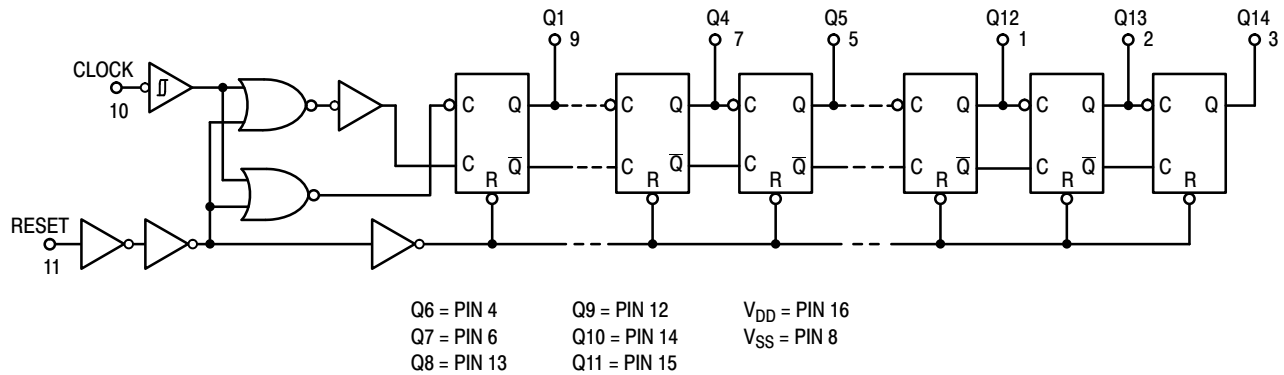 Q1 Q4 Q5 Q12 Q13 Q14
9 7 5 1 2 3
CLOCK
10
C Q C Q C Q C Q C Q C Q
C Q̅ C Q̅ C Q̅ C Q̅ C Q̅ C
R R R R R R
RESET
11
Q6 = PIN 4 Q9 = PIN 12 VDD = PIN 16
Q7 = PIN 6 Q10 = PIN 14 VSS = PIN 8
Q8 = PIN 13 Q11 = PIN 15